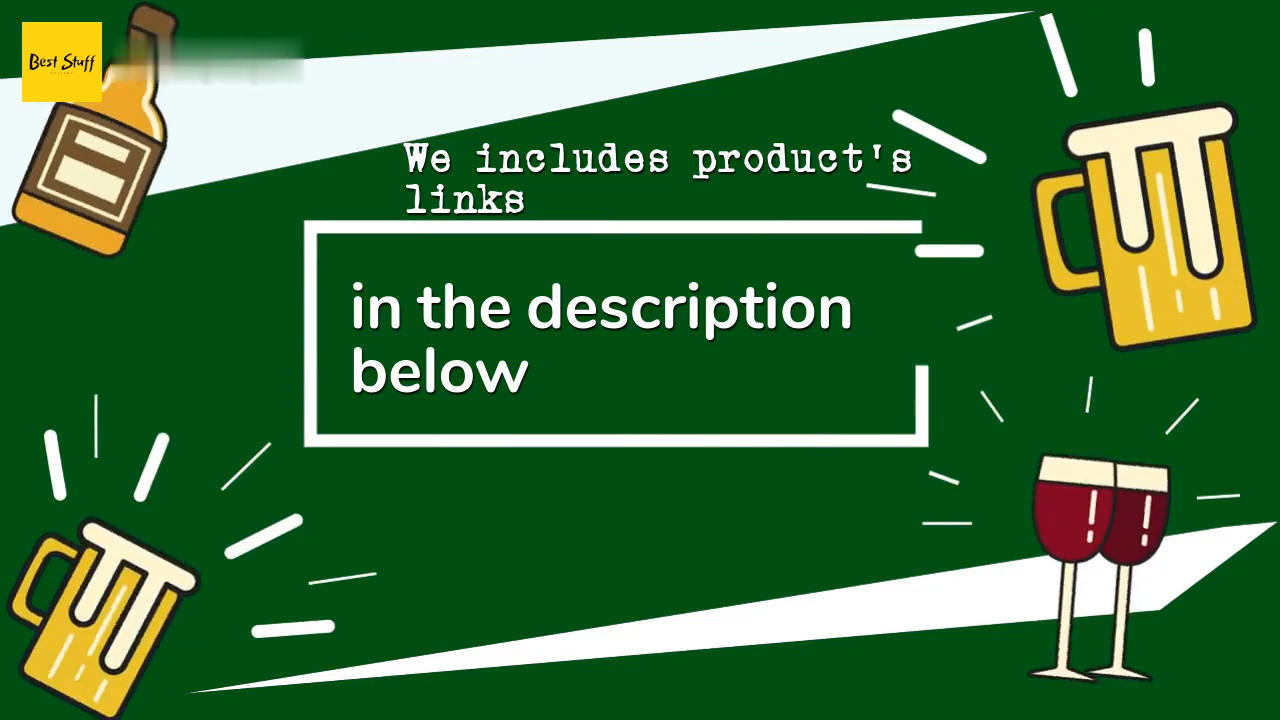 Best Stuff
We includes product's
links
in the description
below